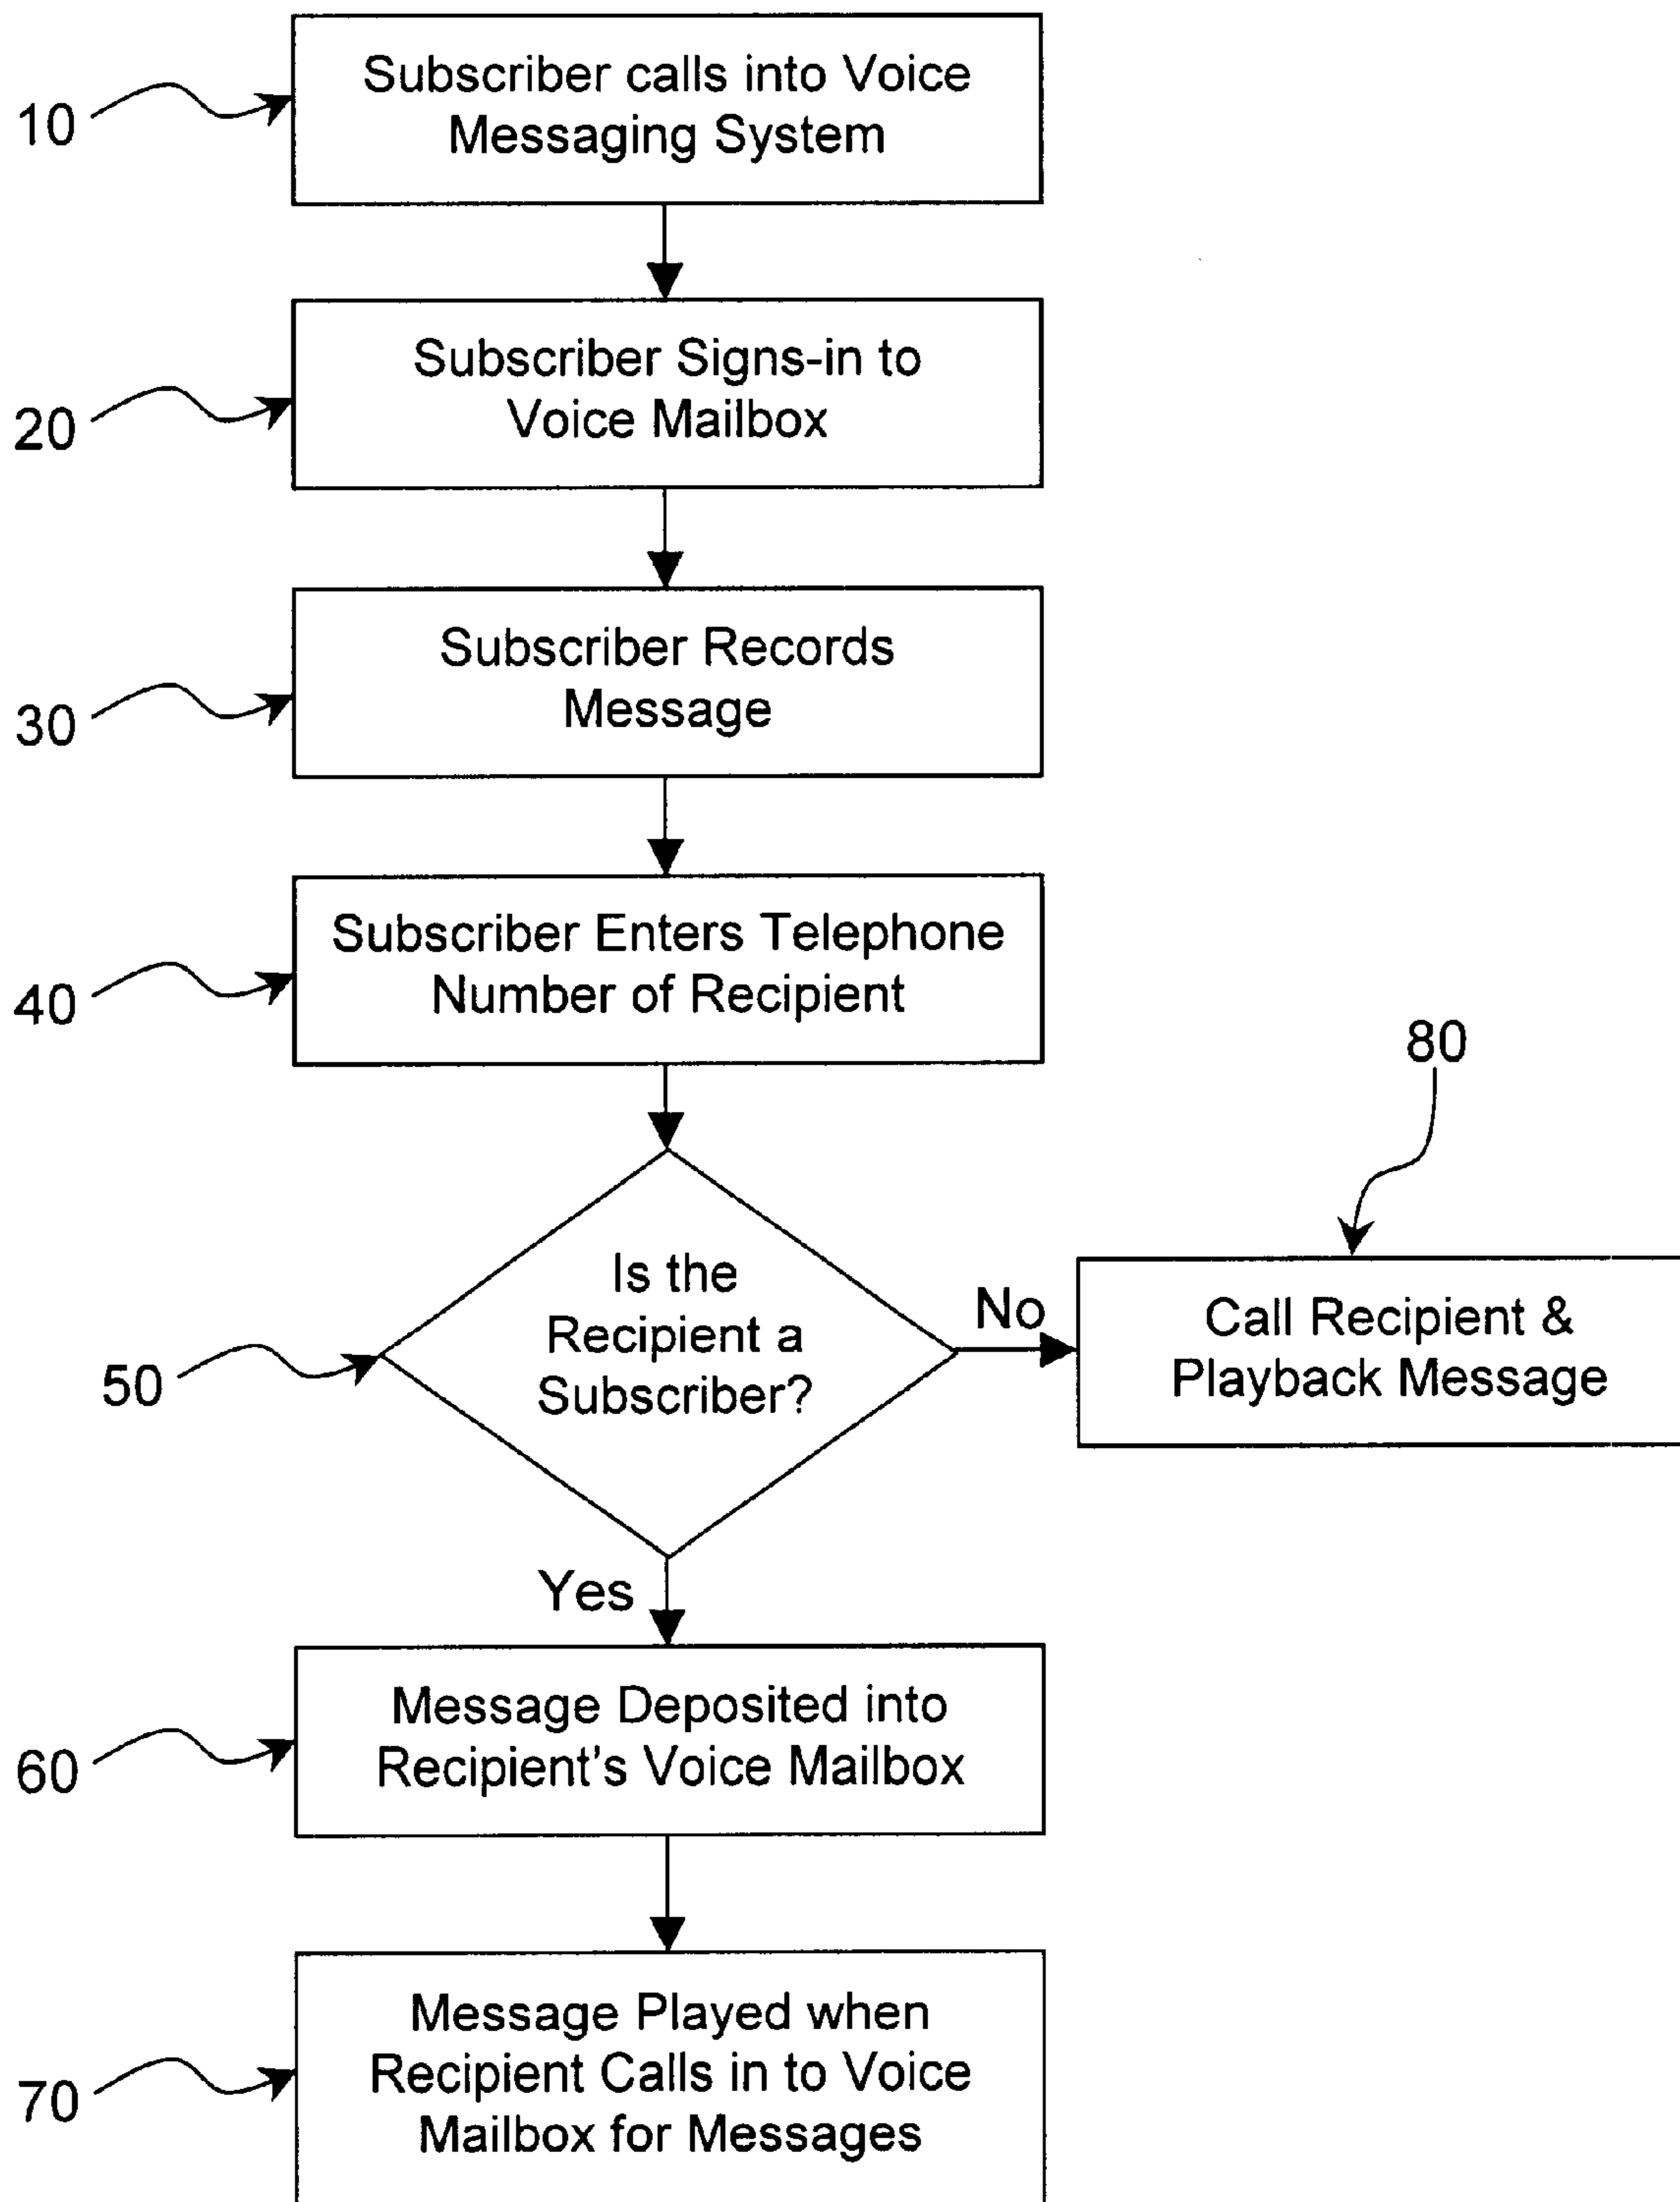 10
Subscriber calls into Voice
Messaging System
20
Subscriber Signs-in to
Voice Mailbox
30
Subscriber Records
Message
40
Subscriber Enters Telephone
Number of Recipient
50
Is the
Recipient a
Subscriber?
No
80
Call Recipient &
Playback Message
Yes
60
Message Deposited into
Recipient's Voice Mailbox
70
Message Played when
Recipient Calls in to Voice
Mailbox for Messages